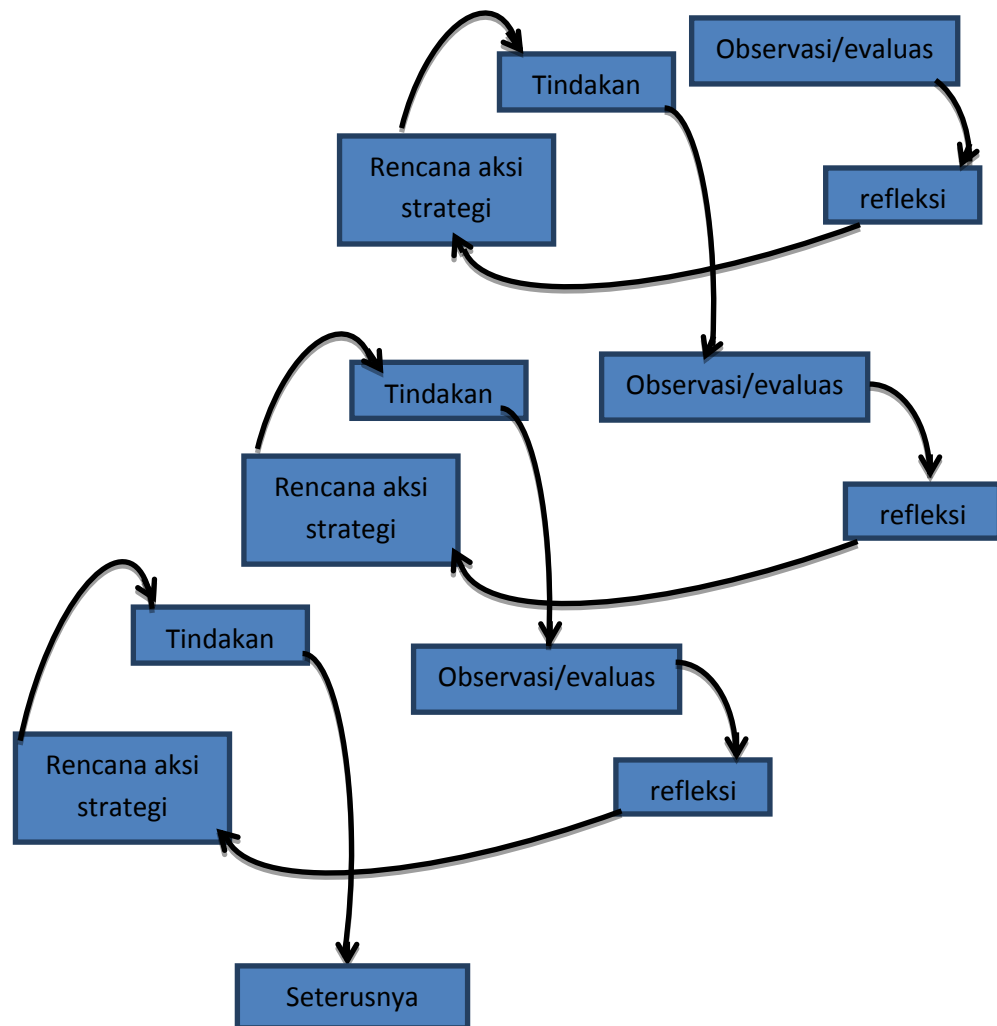 Observasi/evaluas
Tindakan
Rencana aksi
strategi
refleksi
Observasi/evaluas
Tindakan
Rencana aksi
strategi
refleksi
Tindakan
Observasi/evaluas
Rencana aksi
strategi
refleksi
Seterusnya